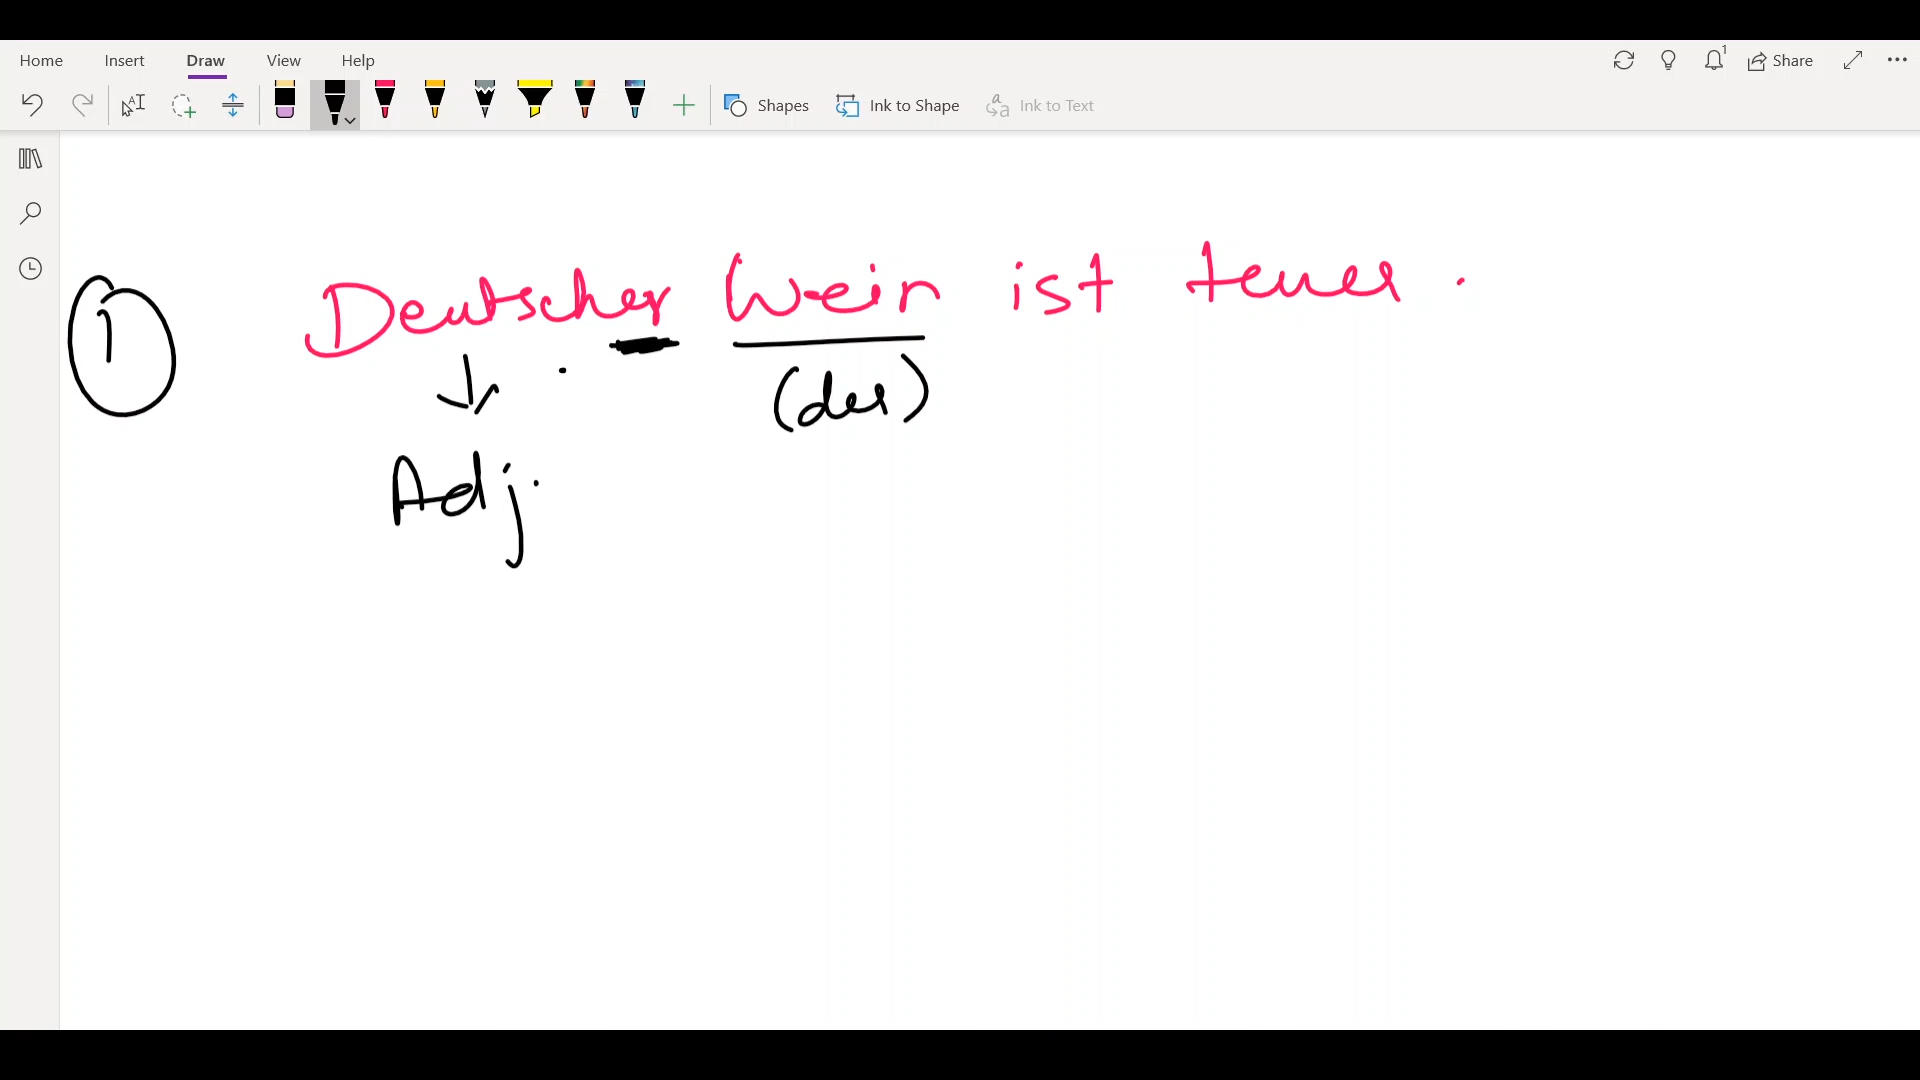 Home Insert Draw View Help
1
Share
Shapes Ink to Shape Ink to Text
① Deutscher Wein ist teuer.
(der)
Adj.